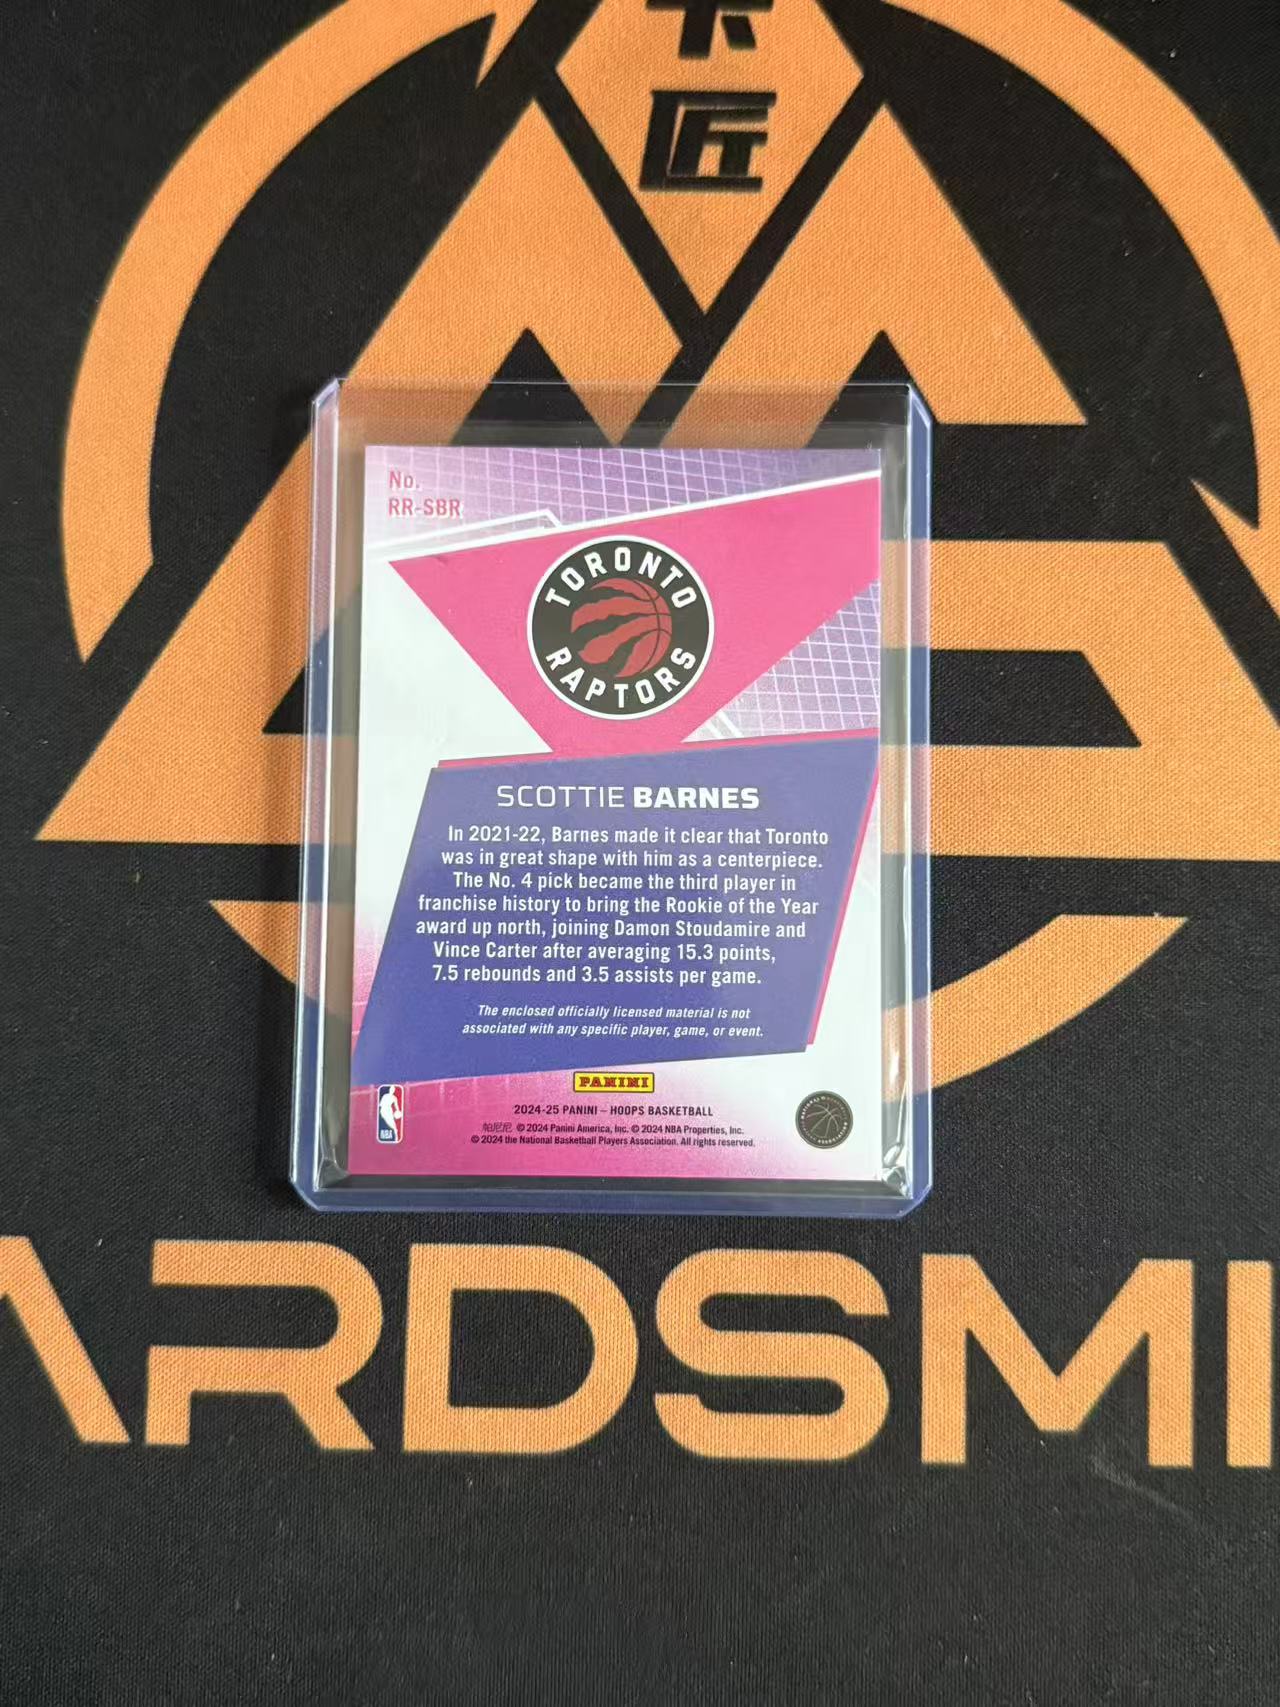 卡
匠
No.
RR-SBR
TORONTO
RAPTORS
SCOTTIE BARNES
In 2021-22, Barnes made it clear that Toronto
was in great shape with him as a centerpiece.
The No. 4 pick became the third player in
franchise history to bring the Rookie of the Year
award up north, joining Damon Stoudamire and
Vince Carter after averaging 15.3 points,
7.5 rebounds and 3.5 assists per game.
The enclosed officially licensed material is not
associated with any specific player, game, or event.
PANINI
NBA
2024-25 PANINI – HOOPS BASKETBALL
帕尼尼 © 2024 Panini America, Inc. © 2024 NBA Properties, Inc.
© 2024 the National Basketball Players Association. All rights reserved.
ARDSMI